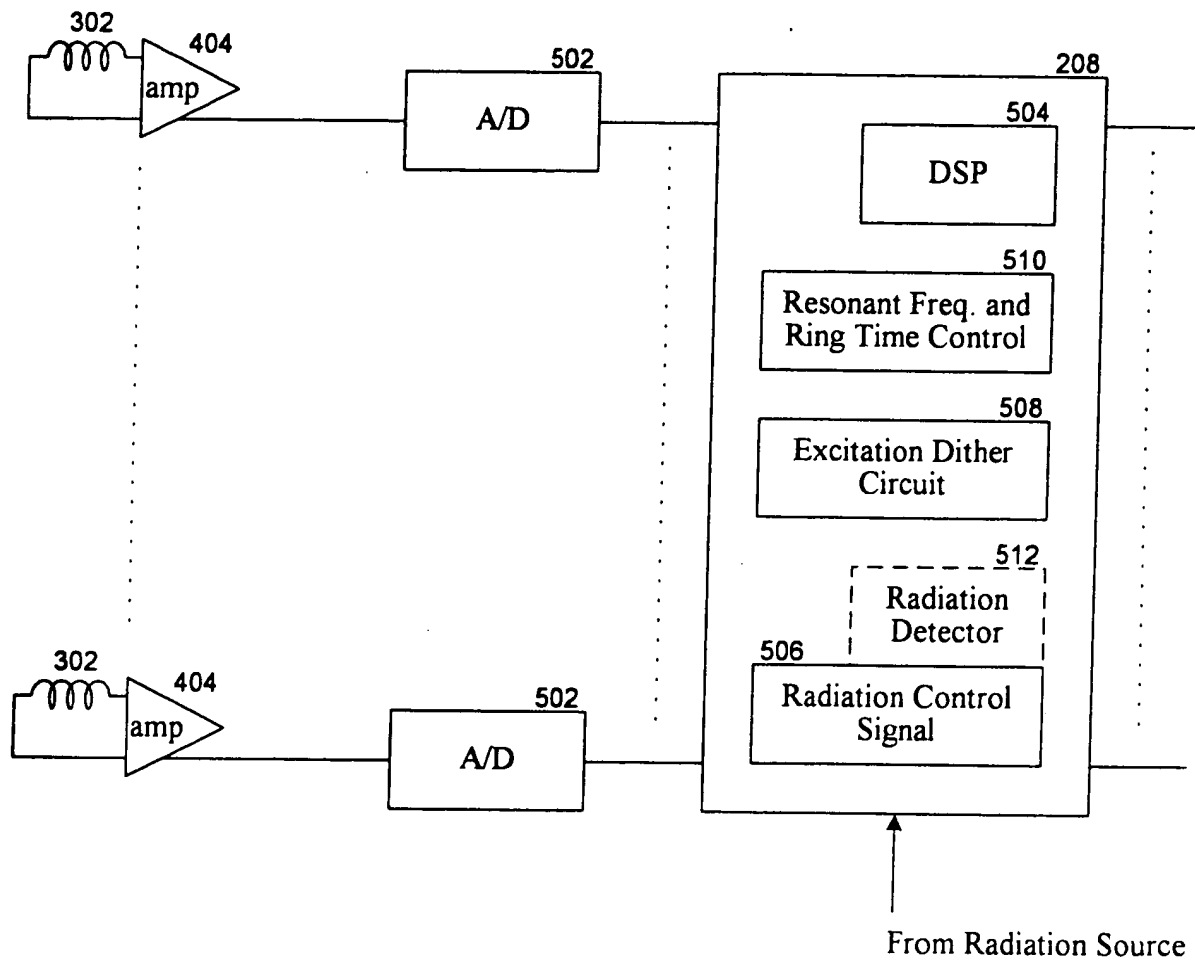 302
404
amp
502
A/D
208
504
DSP
510
Resonant Freq. and
Ring Time Control
508
Excitation Dither
Circuit
512
Radiation
Detector
506
Radiation Control
Signal
302
404
amp
502
A/D
From Radiation Source